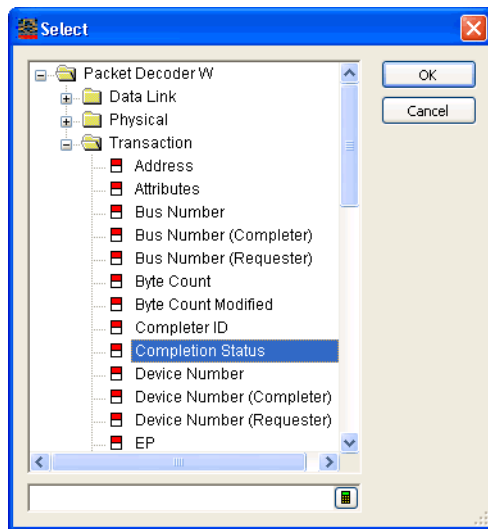 Select
Packet Decoder W
Data Link
Physical
Transaction
Address
Attributes
Bus Number
Bus Number (Completer)
Bus Number (Requester)
Byte Count
Byte Count Modified
Completer ID
Completion Status
Device Number
Device Number (Completer)
Device Number (Requester)
EP
OK
Cancel